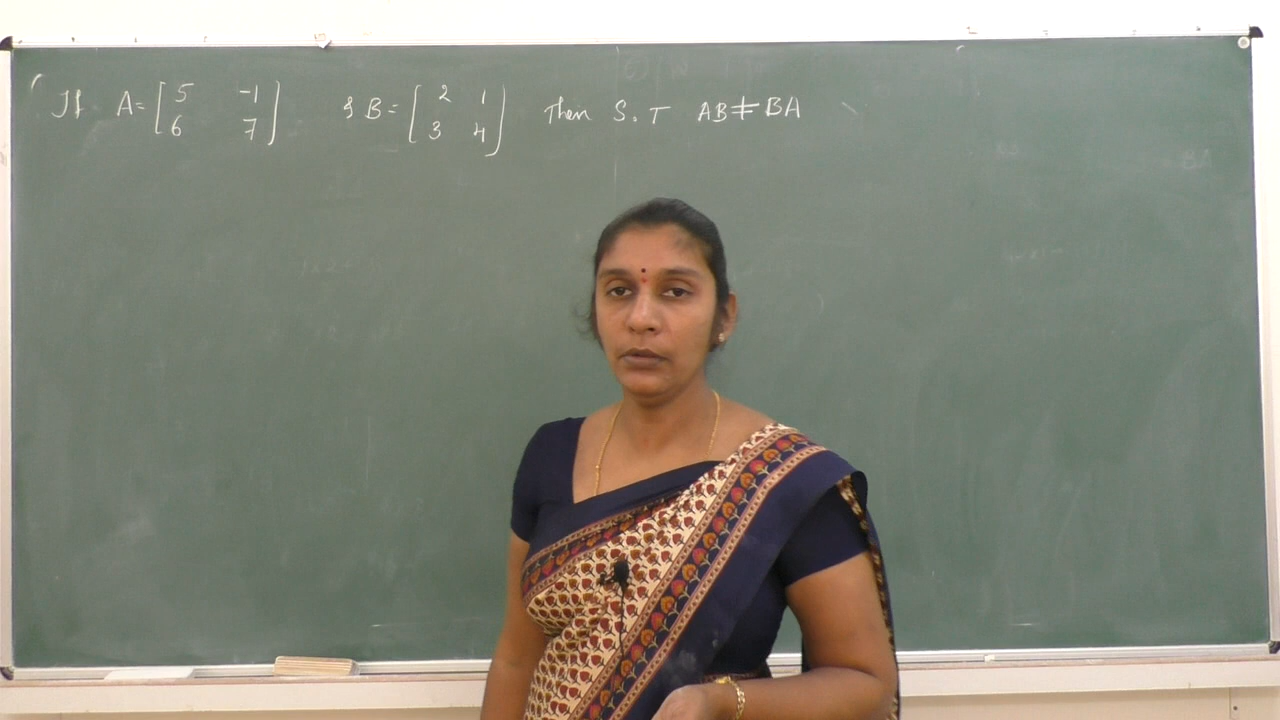 If A = [ 5 -1 ] & B = [ 2 1 ] Then S. T AB ≠ BA
6 7 3 4